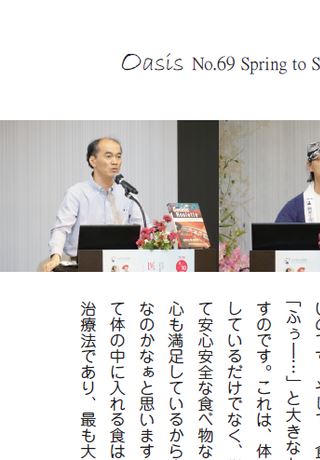 Oasis No.69 Spring to
Roulette
「ふぅー…」と大きな
すのです。これは、体
しているだけでなく、
て安心安全な食べ物な
心も満足しているから
なのかなぁと思います
て体の中に入れる食は
治療法であり、最も大